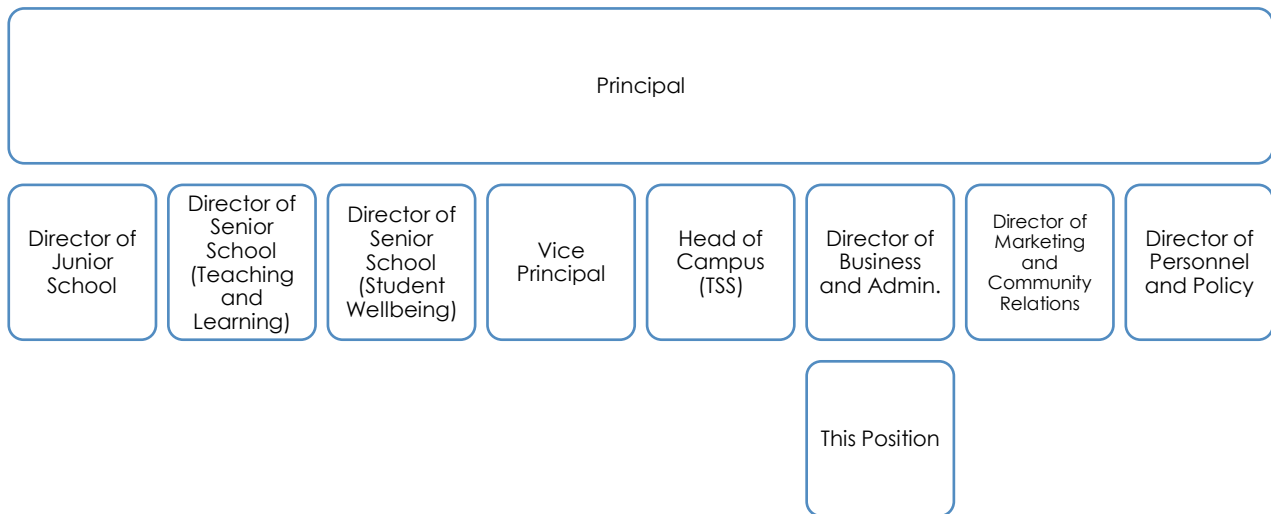 Principal
Director of
Junior
School
Director of
Senior
School
(Teaching
and
Learning)
Director of
Senior
School
(Student
Wellbeing)
Vice
Principal
Head of
Campus
(TSS)
Director of
Business
and Admin.
Director of
Marketing
and
Community
Relations
Director of
Personnel
and Policy
This Position